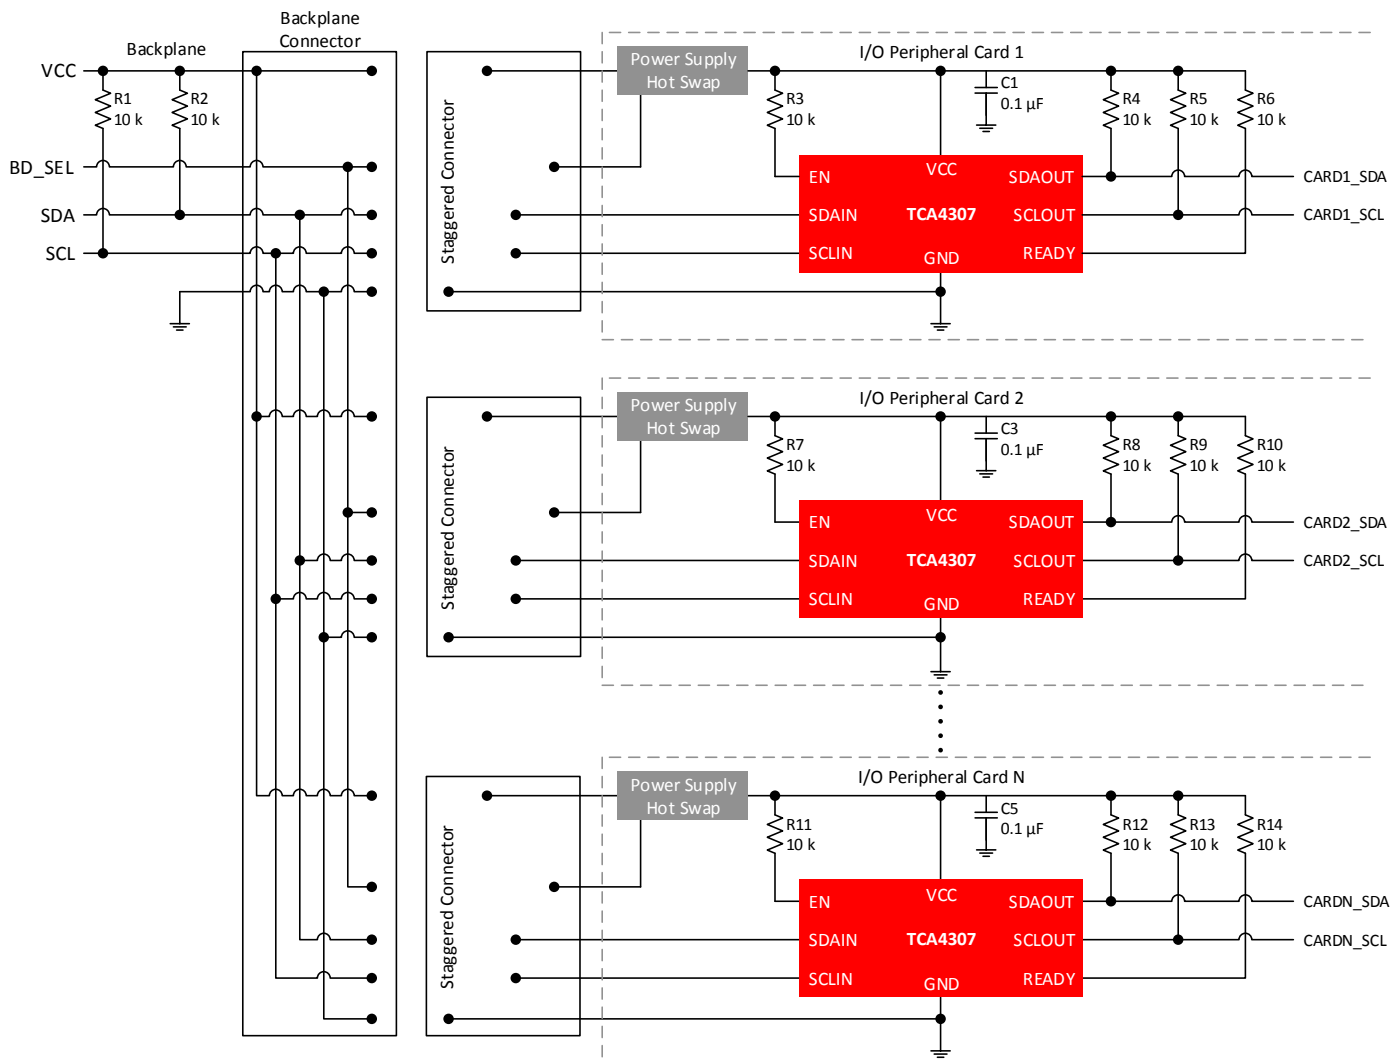 Backplane
Connector
Backplane
VCC
R1
10 k
R2
10 k
BD_SEL
SDA
SCL
Staggered Connector
Power Supply
Hot Swap
I/O Peripheral Card 1
R3
10 k
C1
0.1 µF
R4
10 k
R5
10 k
R6
10 k
EN
VCC
SDAOUT
CARD1_SDA
SDAIN
TCA4307
SCLOUT
CARD1_SCL
SCLIN
GND
READY
Staggered Connector
Power Supply
Hot Swap
I/O Peripheral Card 2
R7
10 k
C3
0.1 µF
R8
10 k
R9
10 k
R10
10 k
EN
VCC
SDAOUT
CARD2_SDA
SDAIN
TCA4307
SCLOUT
CARD2_SCL
SCLIN
GND
READY
Staggered Connector
Power Supply
Hot Swap
I/O Peripheral Card N
R11
10 k
C5
0.1 µF
R12
10 k
R13
10 k
R14
10 k
EN
VCC
SDAOUT
CARDN_SDA
SDAIN
TCA4307
SCLOUT
CARDN_SCL
SCLIN
GND
READY